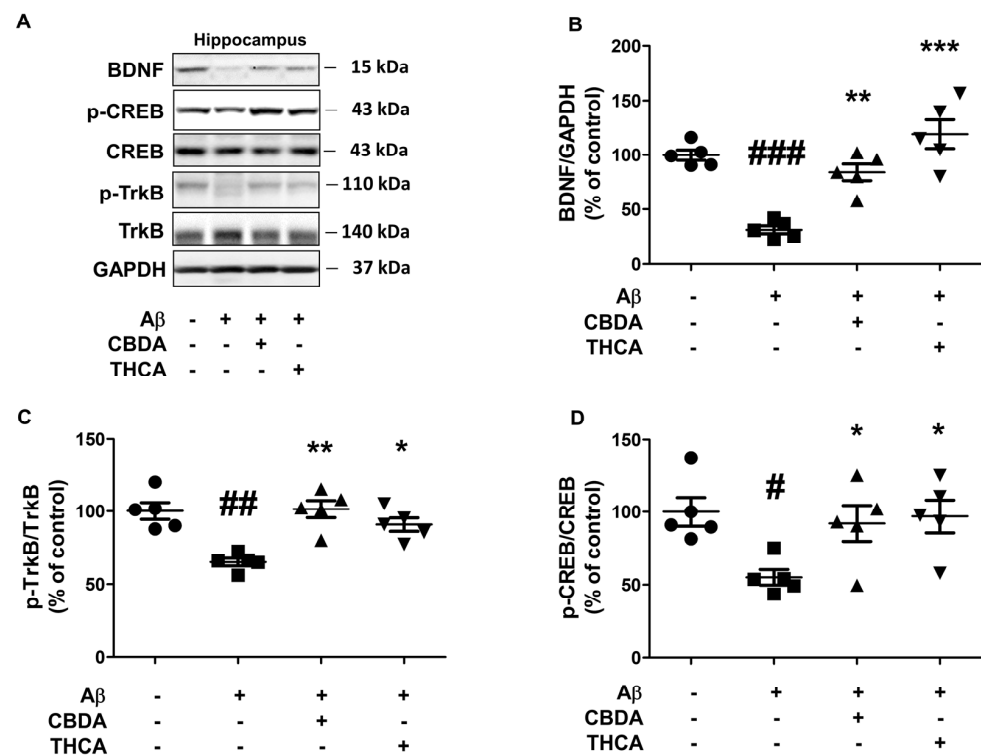 A
Hippocampus
BDNF 15 kDa
p-CREB 43 kDa
CREB 43 kDa
p-TrkB 110 kDa
TrkB 140 kDa
GAPDH 37 kDa
Aβ - + + +
CBDA - - + -
THCA - - - +
B
BDNF/GAPDH
(% of control)
200
150
100
50
0
###
**
***
Aβ - + + +
CBDA - - + -
THCA - - - +
C
p-TrkB/TrkB
(% of control)
150
100
50
0
##
**
*
Aβ - + + +
CBDA - - + -
THCA - - - +
D
p-CREB/CREB
(% of control)
150
100
50
0
#
*
*
Aβ - + + +
CBDA - - + -
THCA - - - +